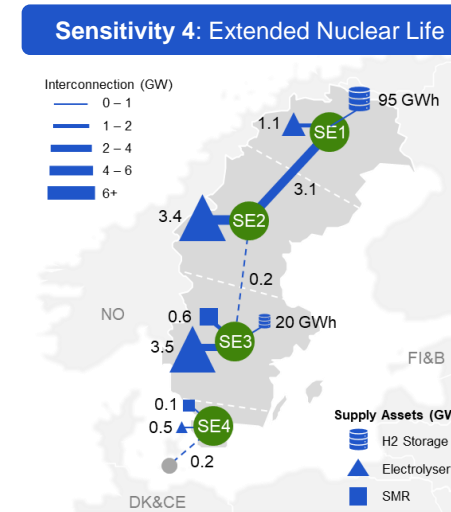 Sensitivity 4: Extended Nuclear Life
Interconnection (GW)
0 – 1
1 – 2
2 – 4
4 – 6
6+
95 GWh
1.1
SE1
3.1
3.4
SE2
0.2
NO
0.6
20 GWh
3.5
SE3
FI&B
0.1
0.5
SE4
0.2
DK&CE
Supply Assets (GW
H2 Storage
Electrolyser
SMR